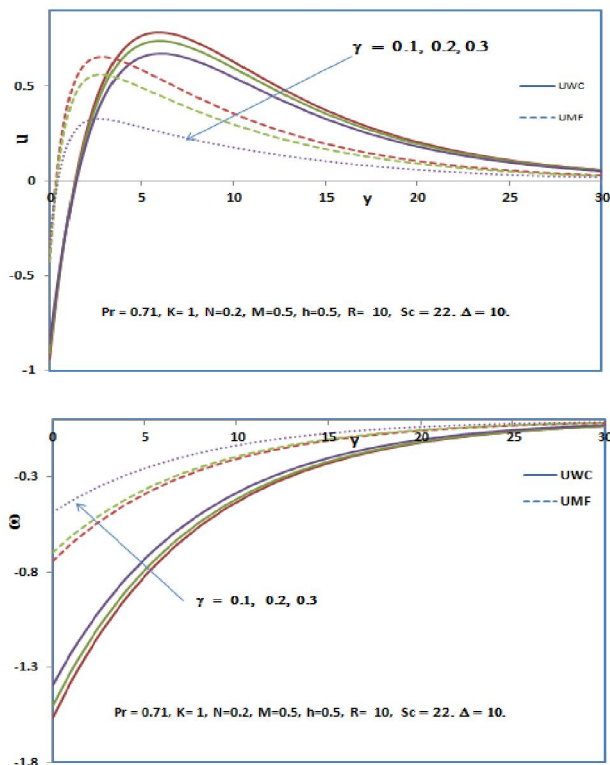 γ = 0.1, 0.2, 0.3
0.5
UWC
UMF
u
0
0 5 10 15 20 25 30
y
-0.5
Pr = 0.71, K= 1, N=0.2, M=0.5, h=0.5, R= 10, Sc = 22. Δ = 10.
-1
0 5 10 15 20 25 30
y
-0.3
UWC
UMF
ω
-0.8
γ = 0.1, 0.2, 0.3
-1.3
Pr = 0.71, K= 1, N=0.2, M=0.5, h=0.5, R= 10, Sc = 22. Δ = 10.
-1.8